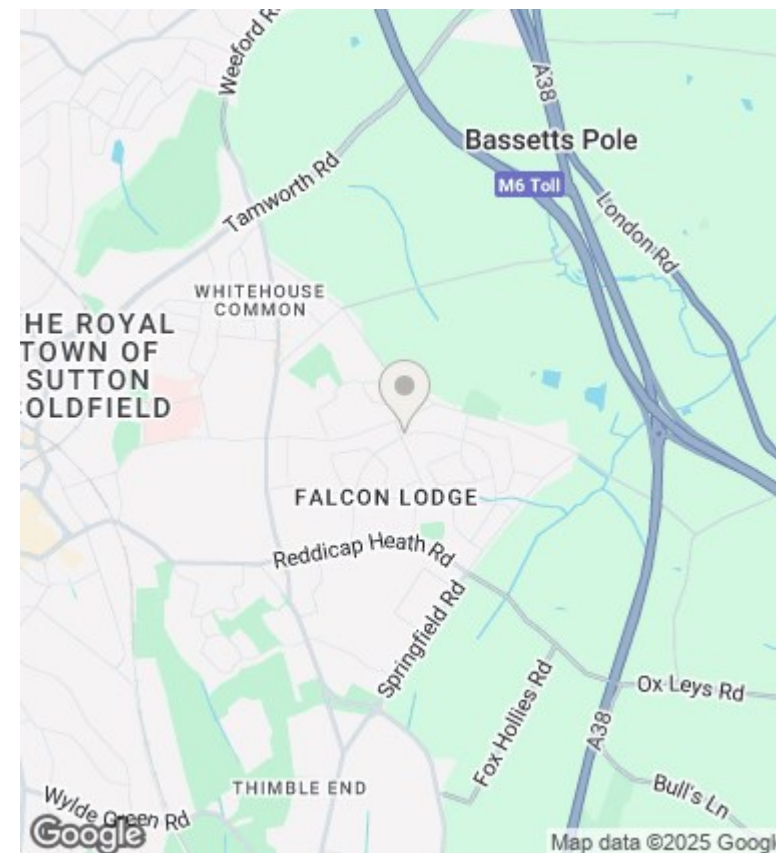 Weeford R
A38
Bassetts Pole
M6 Toll
Tamworth Rd
London Rd
WHITEHOUSE
COMMON
HE ROYAL
TOWN OF
SUTTON
OLDFIELD
FALCON LODGE
Reddicap Heath Rd
Springfield Rd
Ox Leys Rd
Fox Hollies Rd
A38
Bull's Ln
THIMBLE END
Wylde Green Rd
Google
Map data ©2025 Googl